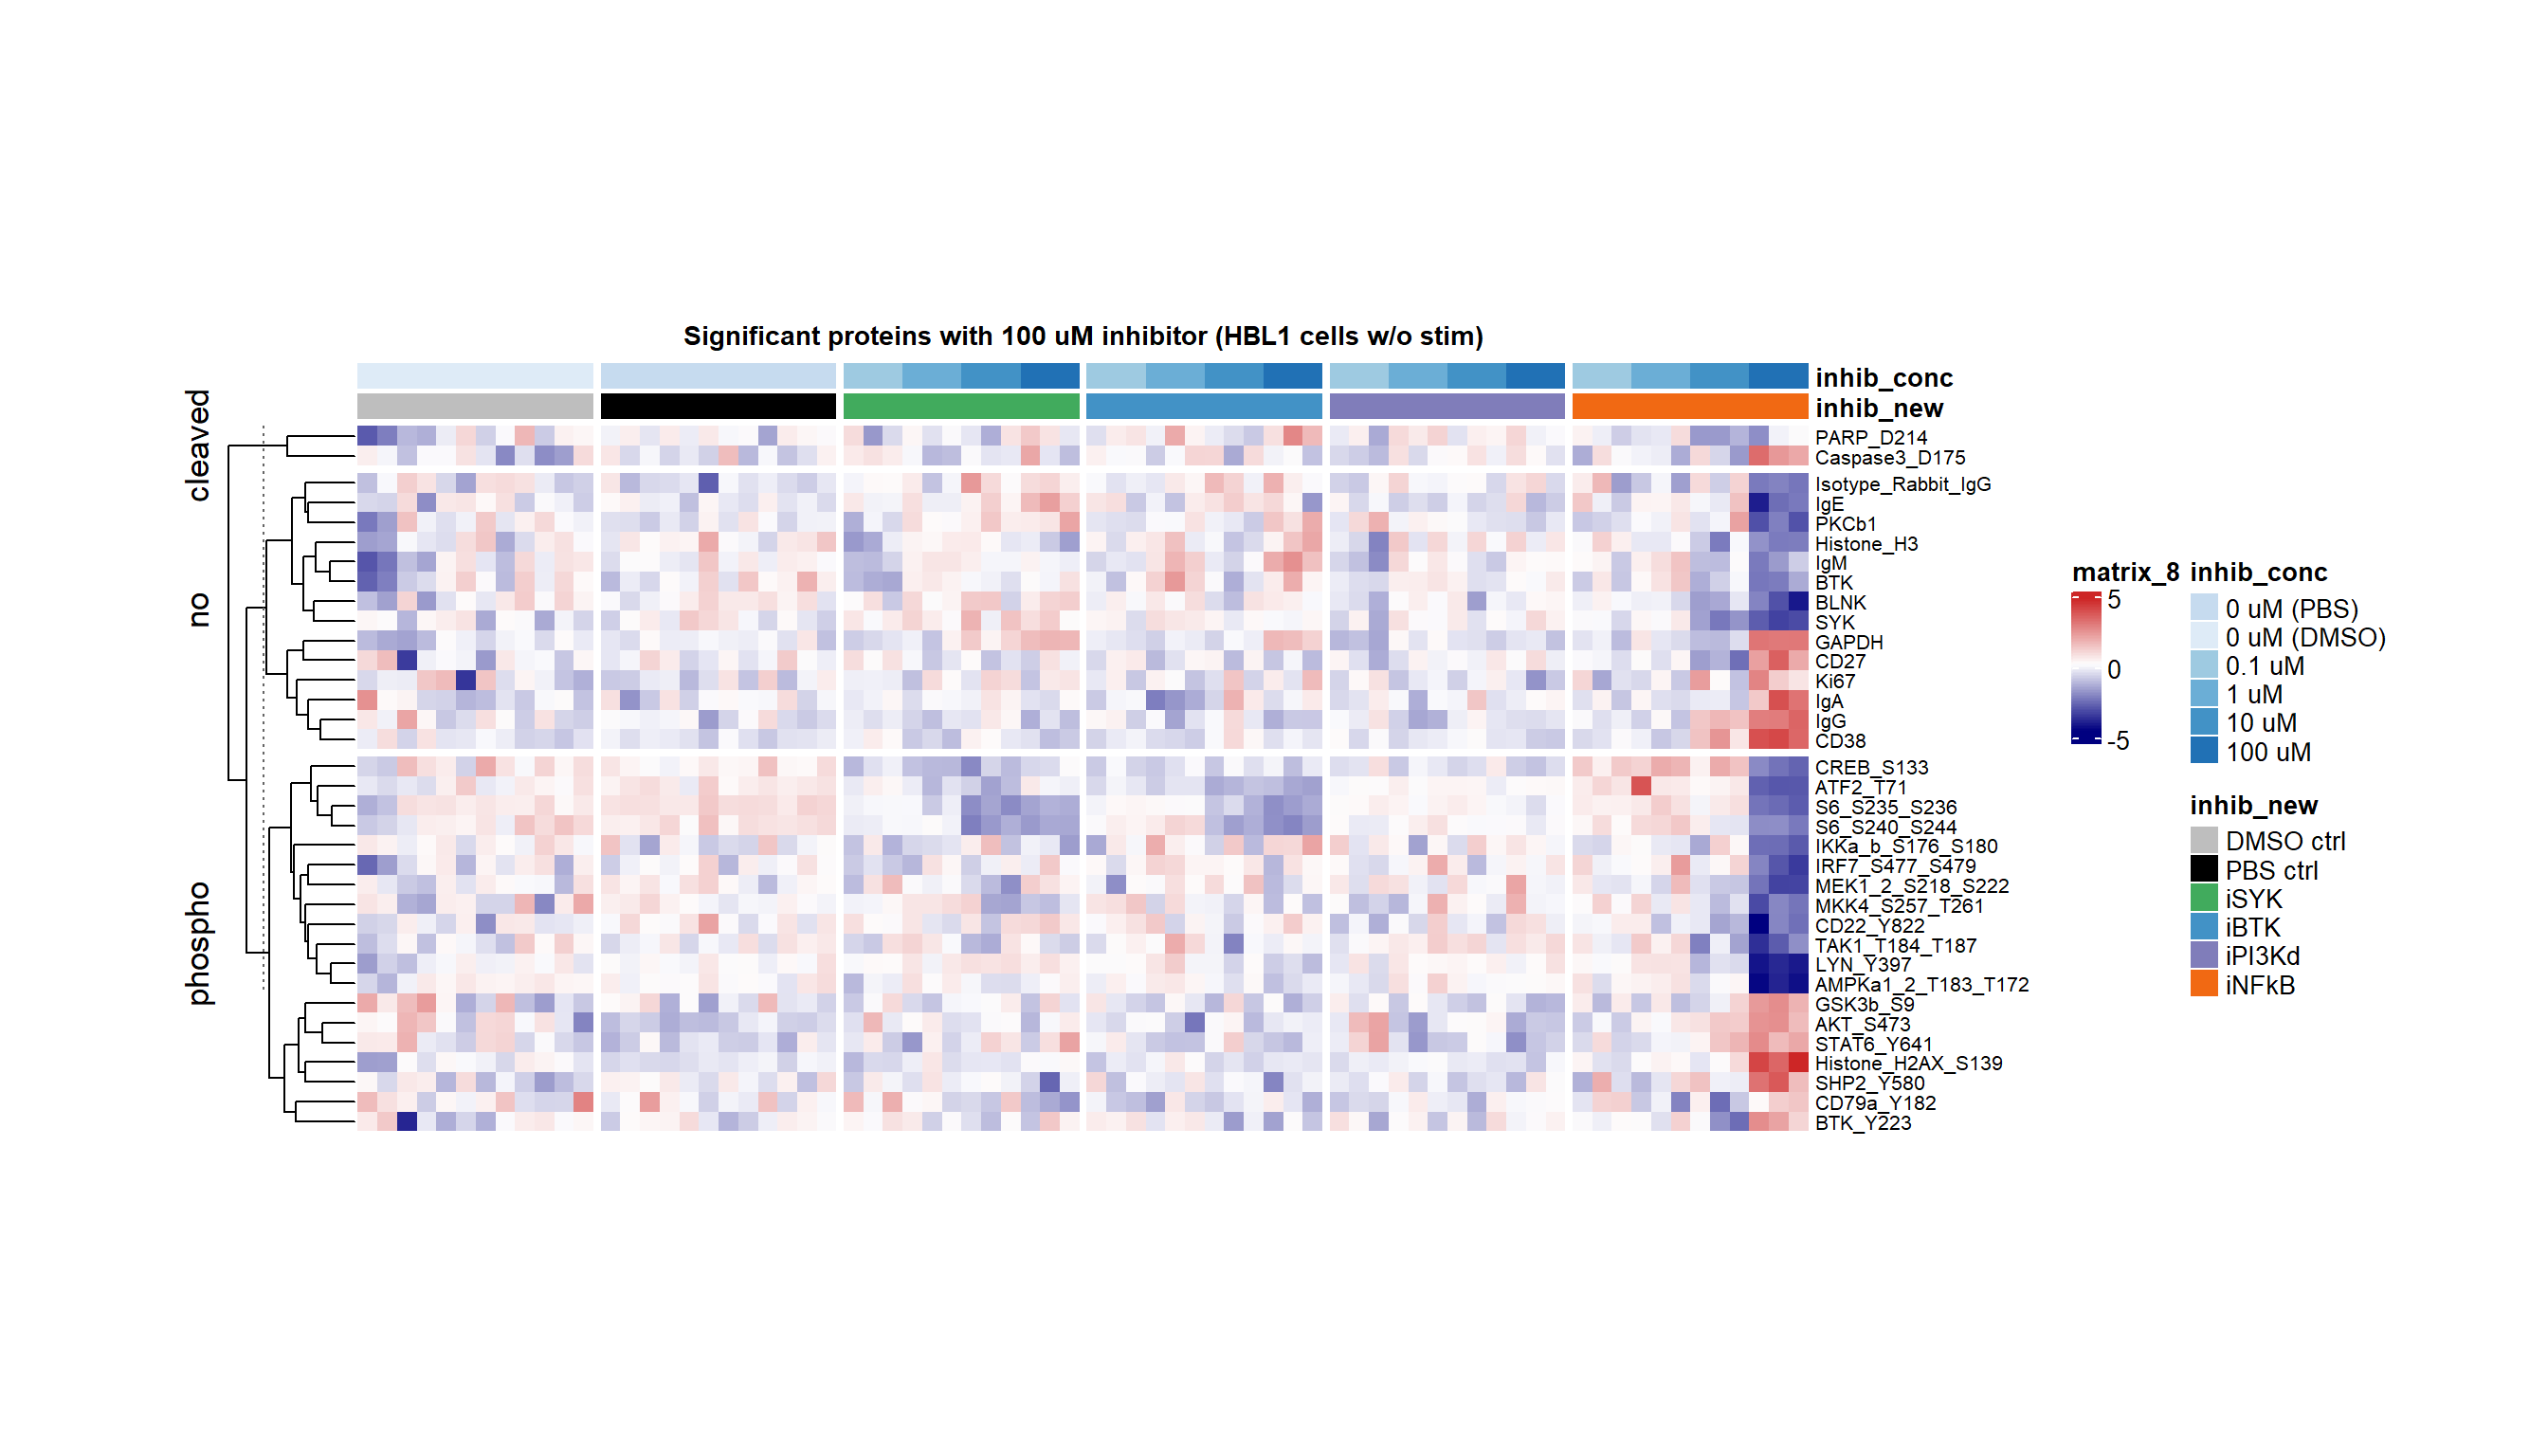 Significant proteins with 100 uM inhibitor (HBL1 cells w/o stim)
inhib_conc
inhib_new
cleaved
no
phospho
PARP_D214
Caspase3_D175
Isotype_Rabbit_IgG
IgE
PKCb1
Histone_H3
IgM
BTK
BLNK
SYK
GAPDH
CD27
Ki67
IgA
IgG
CD38
CREB_S133
ATF2_T71
S6_S235_S236
S6_S240_S244
IKKa_b_S176_S180
IRF7_S477_S479
MEK1_2_S218_S222
MKK4_S257_T261
CD22_Y822
TAK1_T184_T187
LYN_Y397
AMPKa1_2_T183_T172
GSK3b_S9
AKT_S473
STAT6_Y641
Histone_H2AX_S139
SHP2_Y580
CD79a_Y182
BTK_Y223
matrix_8
5
0
-5
inhib_conc
0 uM (PBS)
0 uM (DMSO)
0.1 uM
1 uM
10 uM
100 uM
inhib_new
DMSO ctrl
PBS ctrl
iSYK
iBTK
iPI3Kd
iNFkB